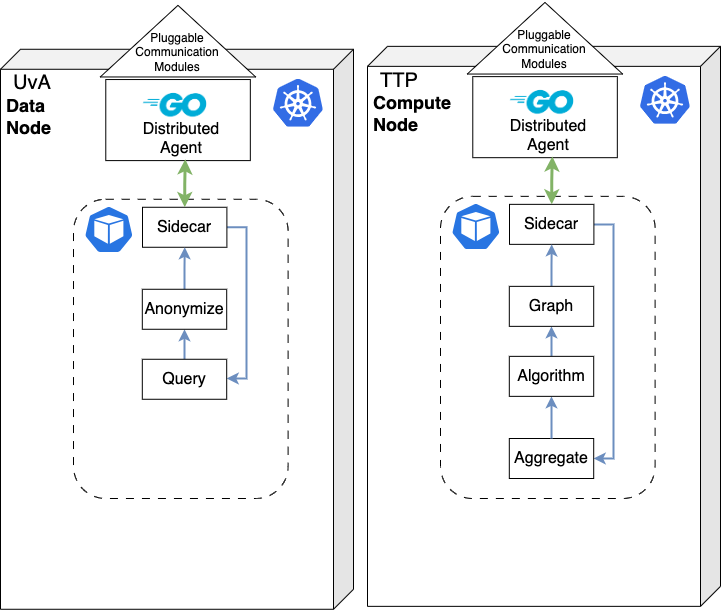 Pluggable
Communication
Modules
UvA
Data
Node
GO
Distributed
Agent
Sidecar
Anonymize
Query
Pluggable
Communication
Modules
TTP
Compute
Node
GO
Distributed
Agent
Sidecar
Graph
Algorithm
Aggregate